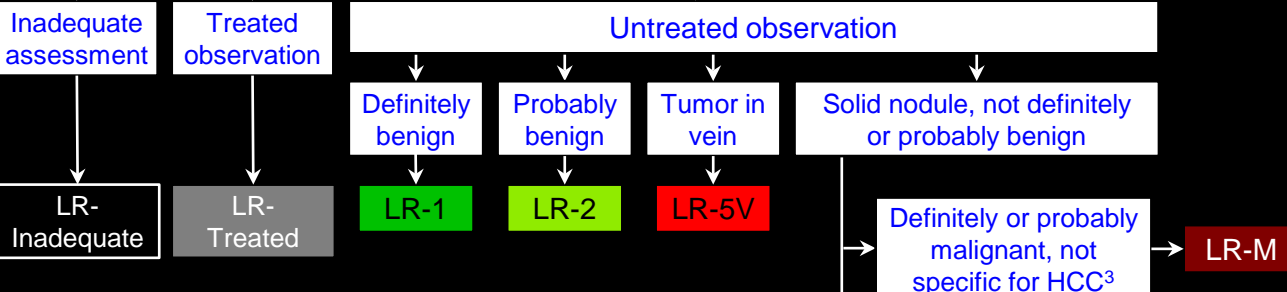 Inadequate
assessment
Treated
observation
Untreated observation
Definitely
benign
Probably
benign
Tumor in
vein
Solid nodule, not definitely
or probably benign
LR-
Inadequate
LR-
Treated
LR-1
LR-2
LR-5V
Definitely or probably
malignant, not
specific for HCC³
LR-M